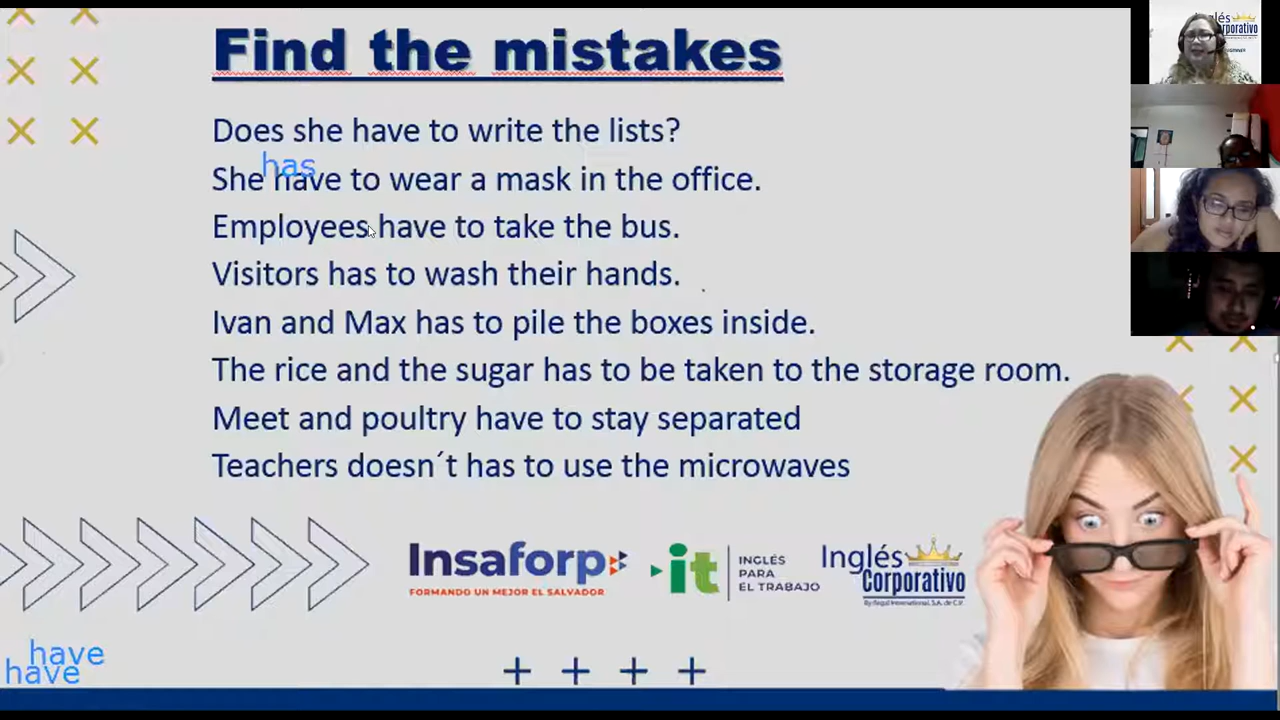 Find the mistakes
Does she have to write the lists?
has
She have to wear a mask in the office.
Employees have to take the bus.
Visitors has to wash their hands.
Ivan and Max has to pile the boxes inside.
The rice and the sugar has to be taken to the storage room.
Meet and poultry have to stay separated
Teachers doesn´t has to use the microwaves
Insaforp
FORMANDO UN MEJOR EL SALVADOR
it
INGLÉS
PARA
EL TRABAJO
Inglés
Corporativo
have
have